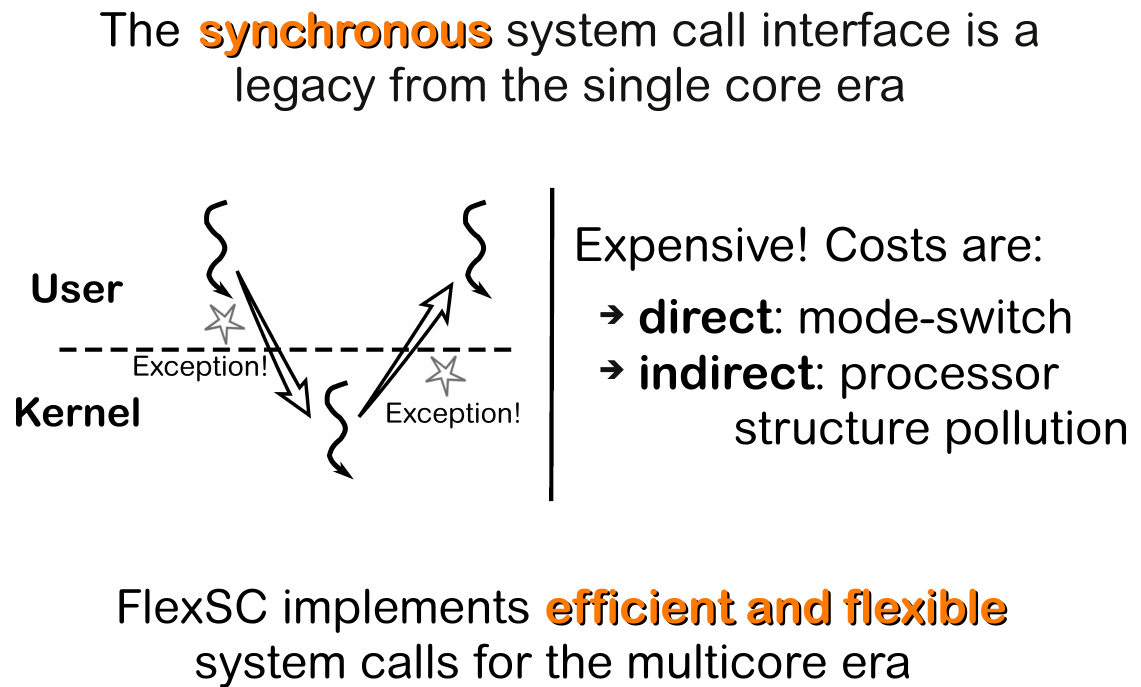 The synchronous system call interface is a
legacy from the single core era
User
Exception!
Kernel
Exception!
Expensive! Costs are:
➔ direct: mode-switch
➔ indirect: processor
structure pollution
FlexSC implements efficient and flexible
system calls for the multicore era